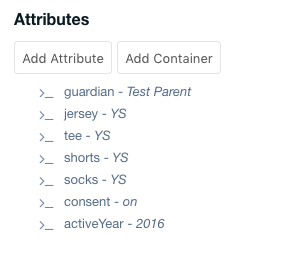 Attributes
Add Attribute Add Container
>_ guardian - Test Parent
>_ jersey - YS
>_ tee - YS
>_ shorts - YS
>_ socks - YS
>_ consent - on
>_ activeYear - 2016